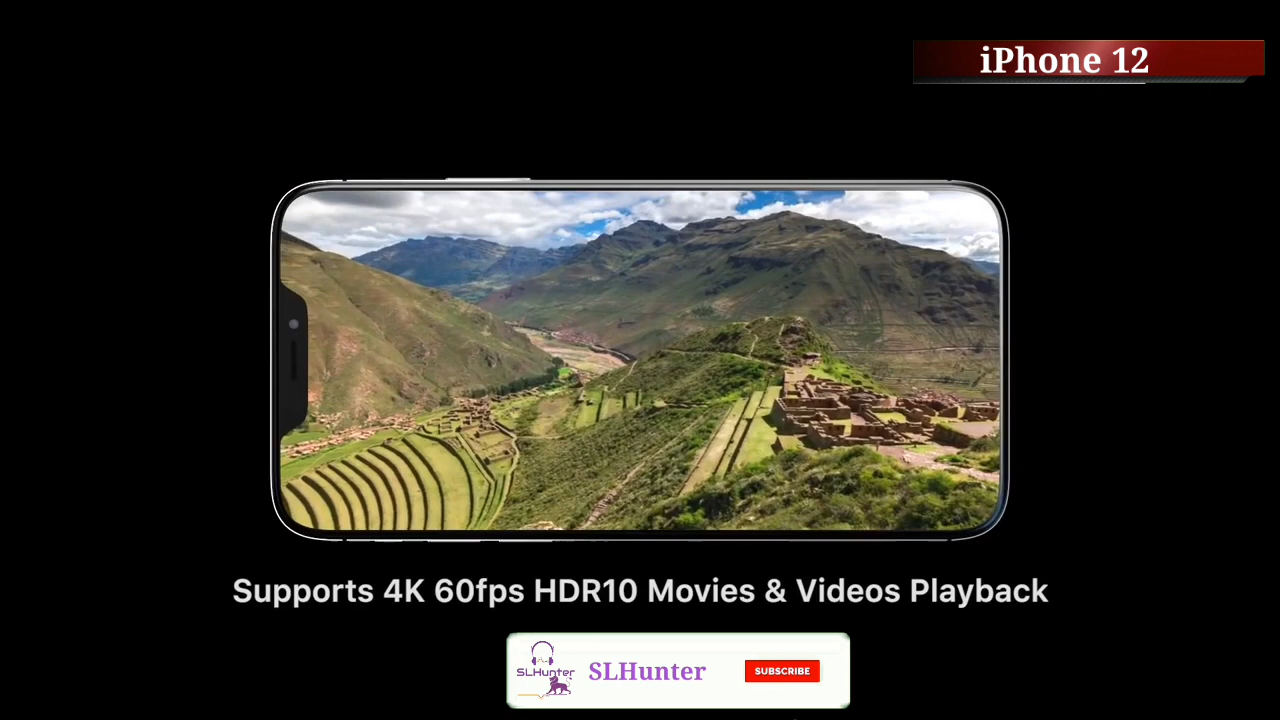 iPhone 12
Supports 4K 60fps HDR10 Movies & Videos Playback
SLHunter
SLHunter
SUBSCRIBE